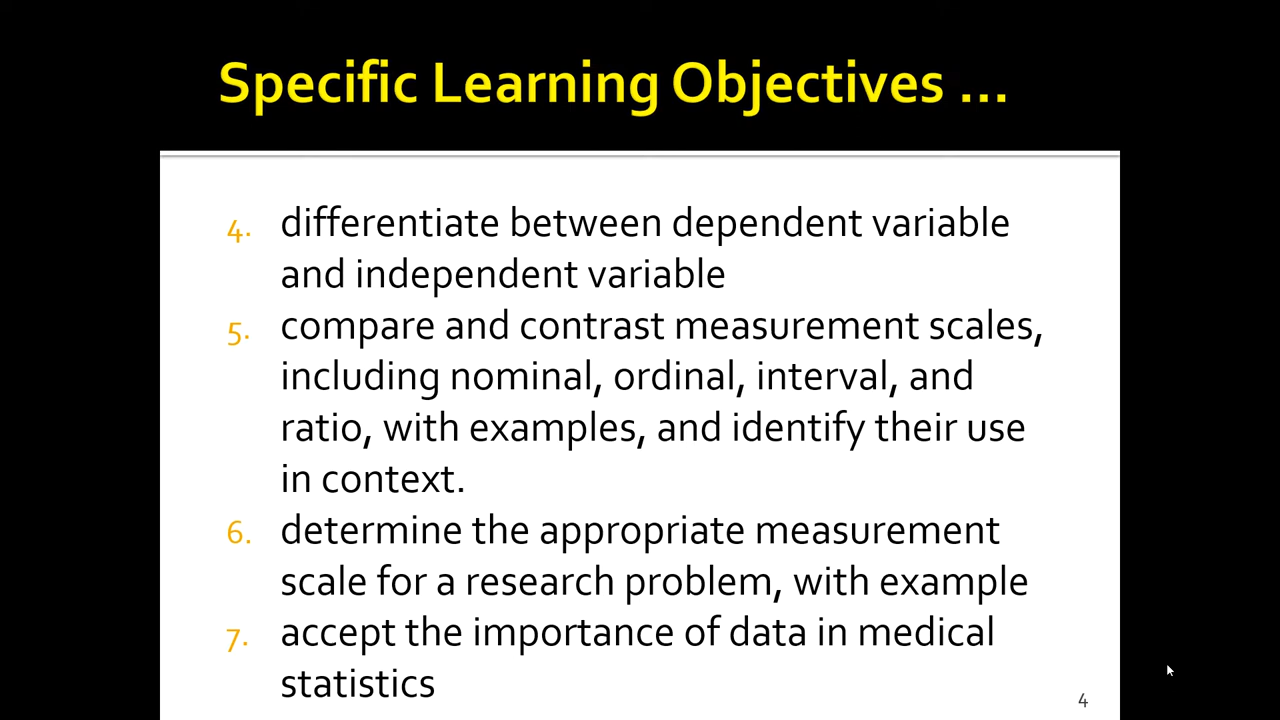 Specific Learning Objectives ...
4. differentiate between dependent variable
and independent variable
5. compare and contrast measurement scales,
including nominal, ordinal, interval, and
ratio, with examples, and identify their use
in context.
6. determine the appropriate measurement
scale for a research problem, with example
7. accept the importance of data in medical
statistics
4